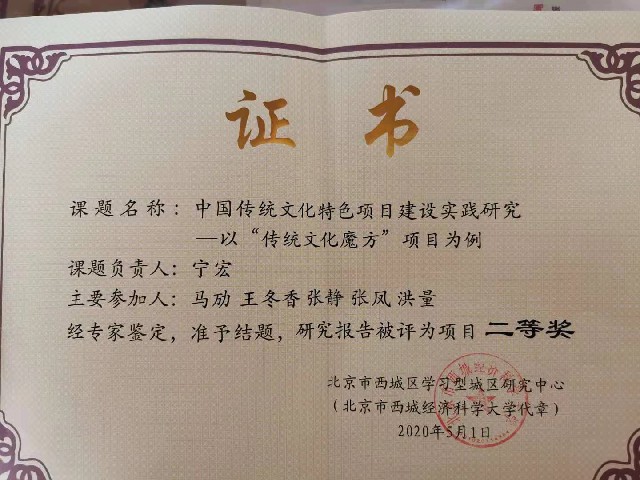 证书
课题名称：中国传统文化特色项目建设实践研究
—以“传统文化魔方”项目为例
课题负责人：宁宏
主要参加人：马劢 王冬香 张静 张凤 洪量
经专家鉴定，准予结题，研究报告被评为项目 二等奖
北京市西城区学习型城区研究中心
（北京市西城经济科学大学代章）
2020年5月1日